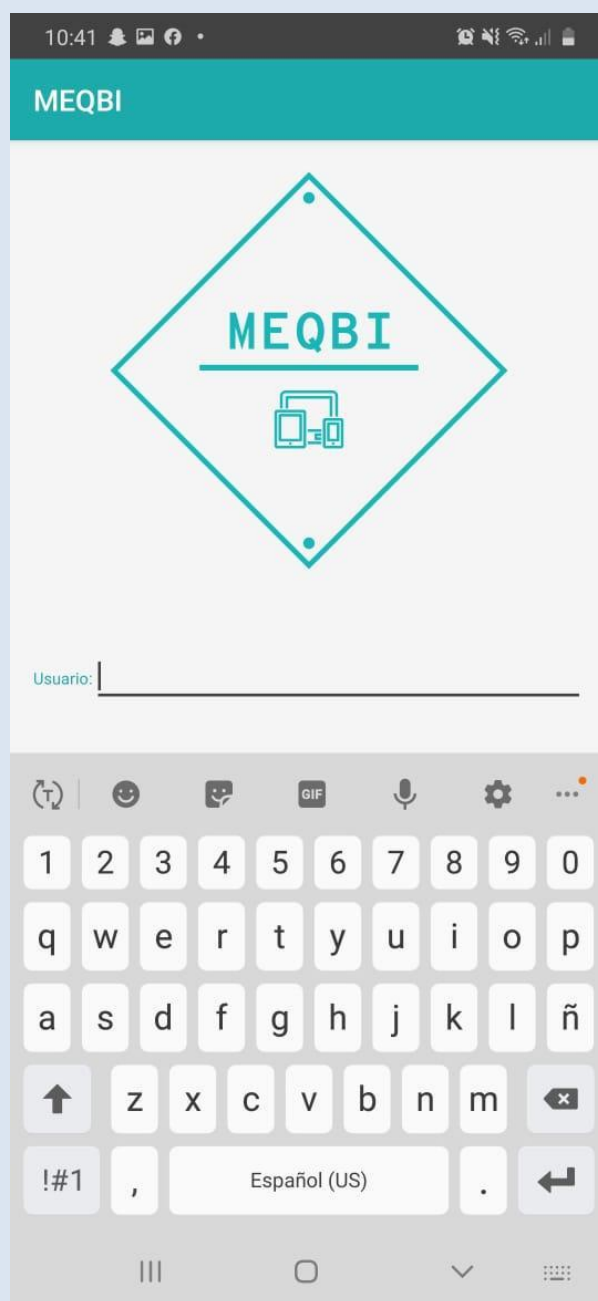 10:41
MEQBI
MEQBI
Usuario:
GIF
1 2 3 4 5 6 7 8 9 0
q w e r t y u i o p
a s d f g h j k l ñ
z x c v b n m
!#1 , Español (US) .